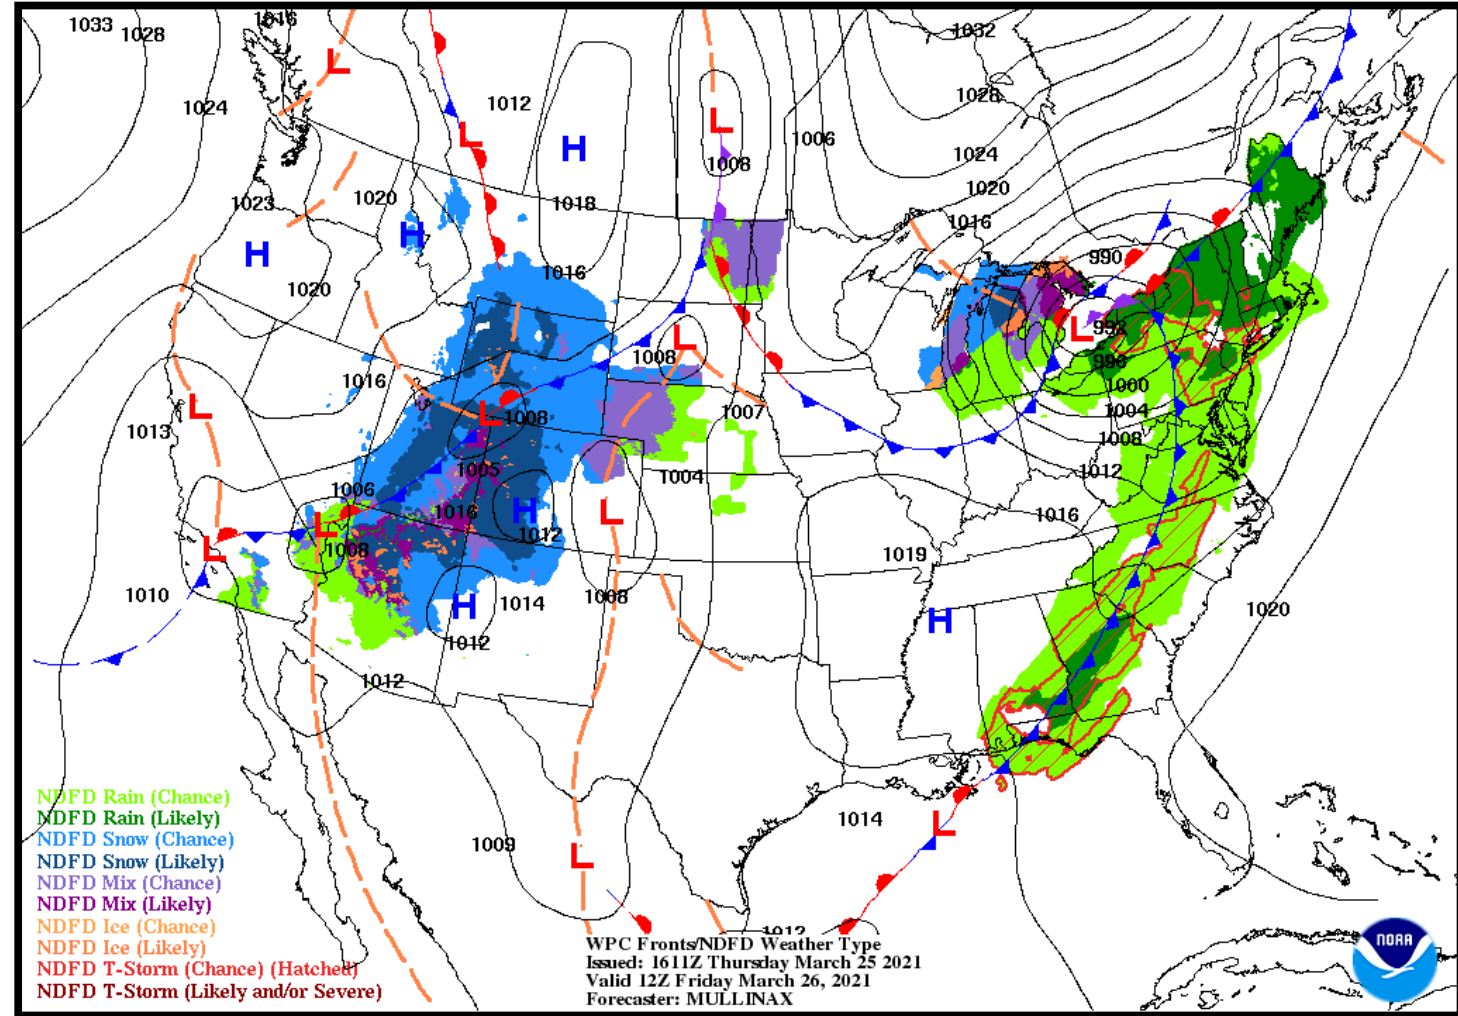 1033
1028
1016
L
1032
1012
1028
1024
L
L
H
1006
1008
1024
1020
1020
1023
1018
1016
H
H
990
1016
1020
L
992
1008
996
1016
1000
L
L
1008
1007
1004
1013
1008
1005
1004
1012
1006
1016
H
L
1016
L
1012
L
1008
1019
1010
1014
1008
H
H
1020
1012
1012
1014
L
1009
L
NDFD Rain (Chance)
NDFD Rain (Likely)
NDFD Snow (Chance)
NDFD Snow (Likely)
NDFD Mix (Chance)
NDFD Mix (Likely)
NDFD Ice (Chance)
NDFD Ice (Likely)
NDFD T-Storm (Chance) (Hatched)
NDFD T-Storm (Likely and/or Severe)
1012
WPC Fronts/NDFD Weather Type
Issued: 1611Z Thursday March 25 2021
Valid 12Z Friday March 26, 2021
Forecaster: MULLINAX
NOAA